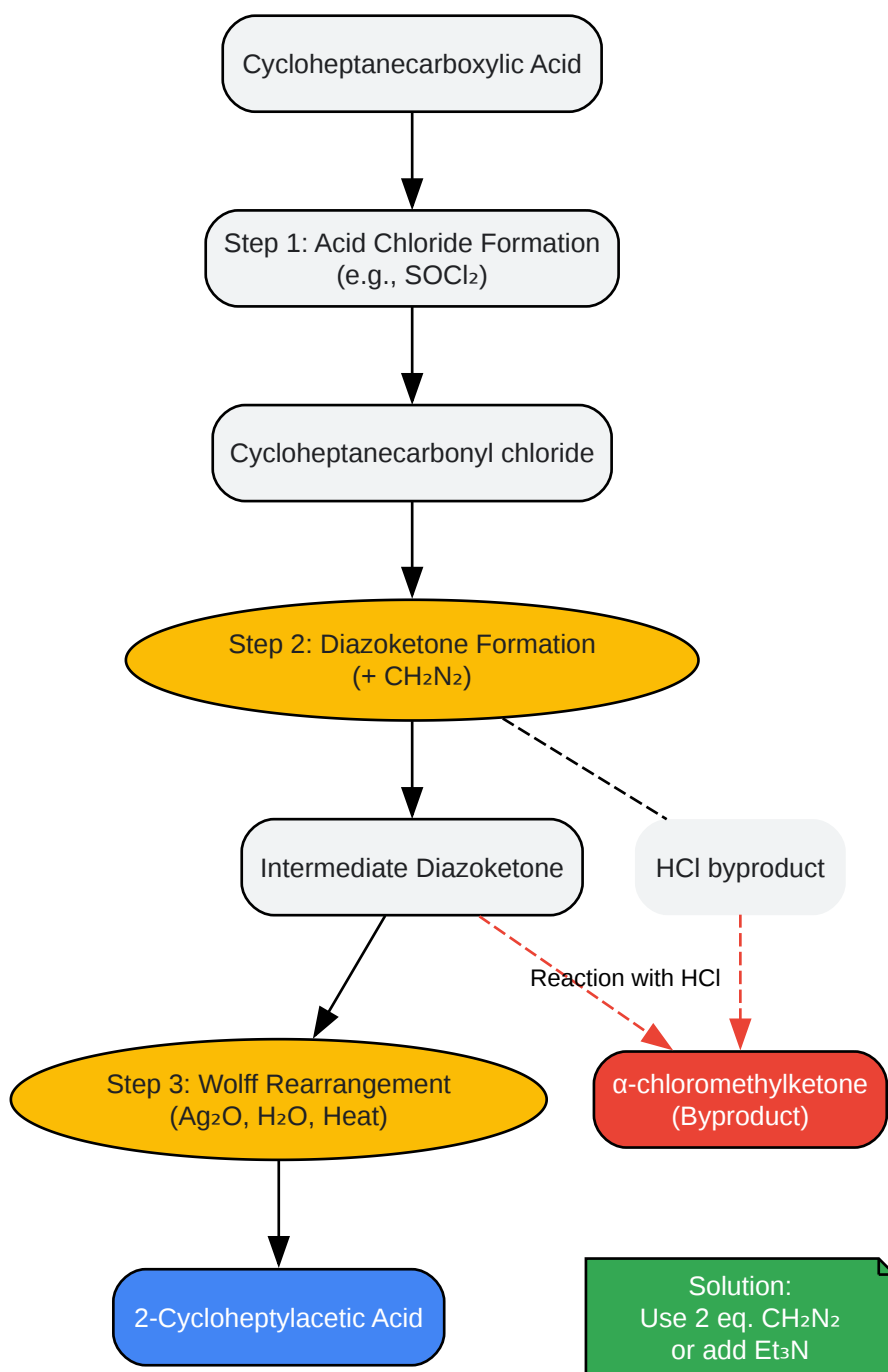 Cycloheptanecarboxylic Acid
Step 1: Acid Chloride Formation
(e.g., SOCl₂)
Cycloheptanecarbonyl chloride
Step 2: Diazoketone Formation
(+ CH₂N₂)
Intermediate Diazoketone
HCl byproduct
Reaction with HCl
Step 3: Wolff Rearrangement
(Ag₂O, H₂O, Heat)
α-chloromethylketone
(Byproduct)
2-Cycloheptylacetic Acid
Solution:
Use 2 eq. CH₂N₂
or add Et₃N